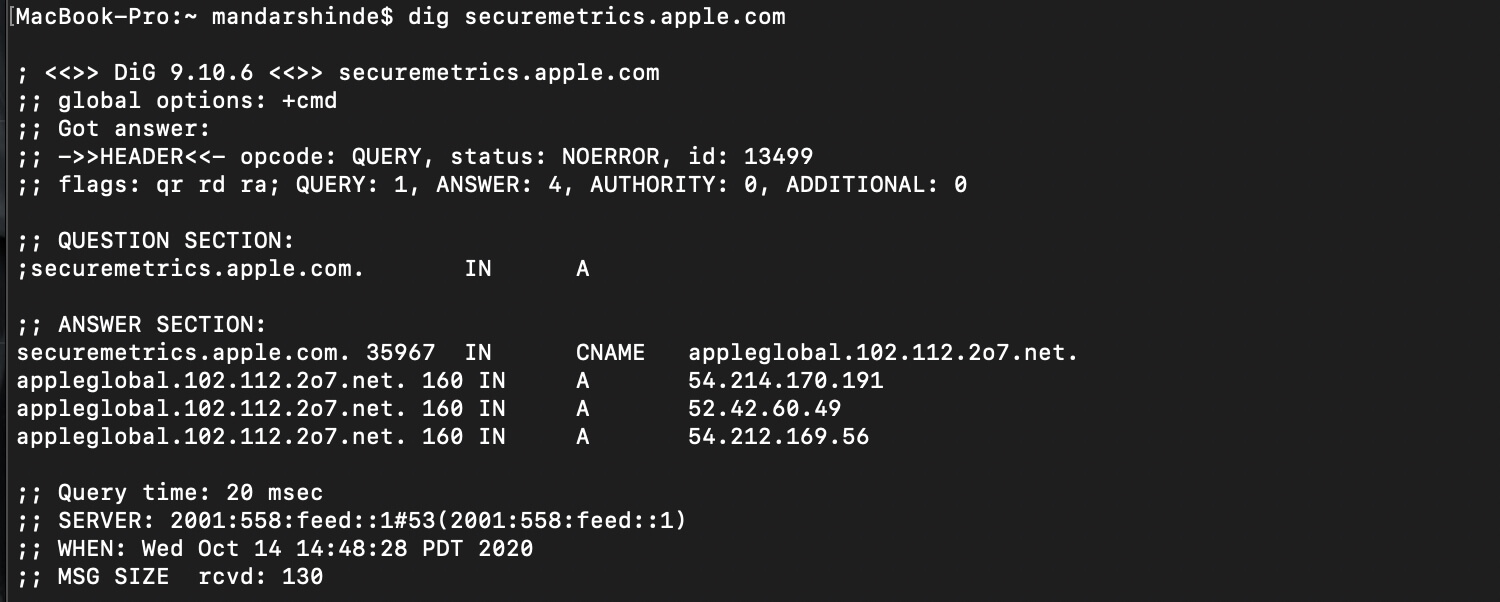 [MacBook-Pro:~ mandarshinde$ dig securemetrics.apple.com
; <<>> DiG 9.10.6 <<>> securemetrics.apple.com
;; global options: +cmd
;; Got answer:
;; ->>HEADER<<- opcode: QUERY, status: NOERROR, id: 13499
;; flags: qr rd ra; QUERY: 1, ANSWER: 4, AUTHORITY: 0, ADDITIONAL: 0
;; QUESTION SECTION:
;securemetrics.apple.com. IN A
;; ANSWER SECTION:
securemetrics.apple.com. 35967 IN CNAME appleglobal.102.112.2o7.net.
appleglobal.102.112.2o7.net. 160 IN A 54.214.170.191
appleglobal.102.112.2o7.net. 160 IN A 52.42.60.49
appleglobal.102.112.2o7.net. 160 IN A 54.212.169.56
;; Query time: 20 msec
;; SERVER: 2001:558:feed::1#53(2001:558:feed::1)
;; WHEN: Wed Oct 14 14:48:28 PDT 2020
;; MSG SIZE rcvd: 130